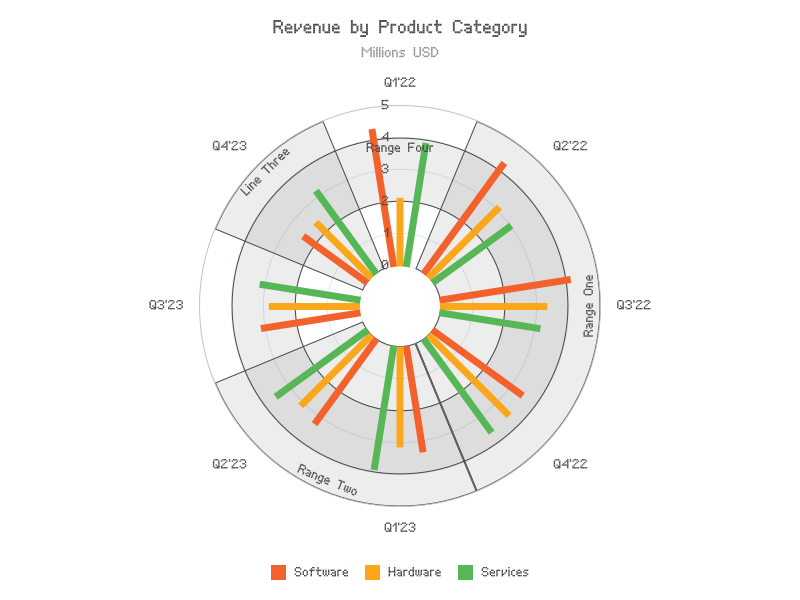 Revenue by Product Category
Millions USD
Q1'22
Q2'22
Q3'22
Q4'22
Q1'23
Q2'23
Q3'23
Q4'23
5
4
3
2
1
0
Range Four
Line Three
Range One
Range Two
Software
Hardware
Services